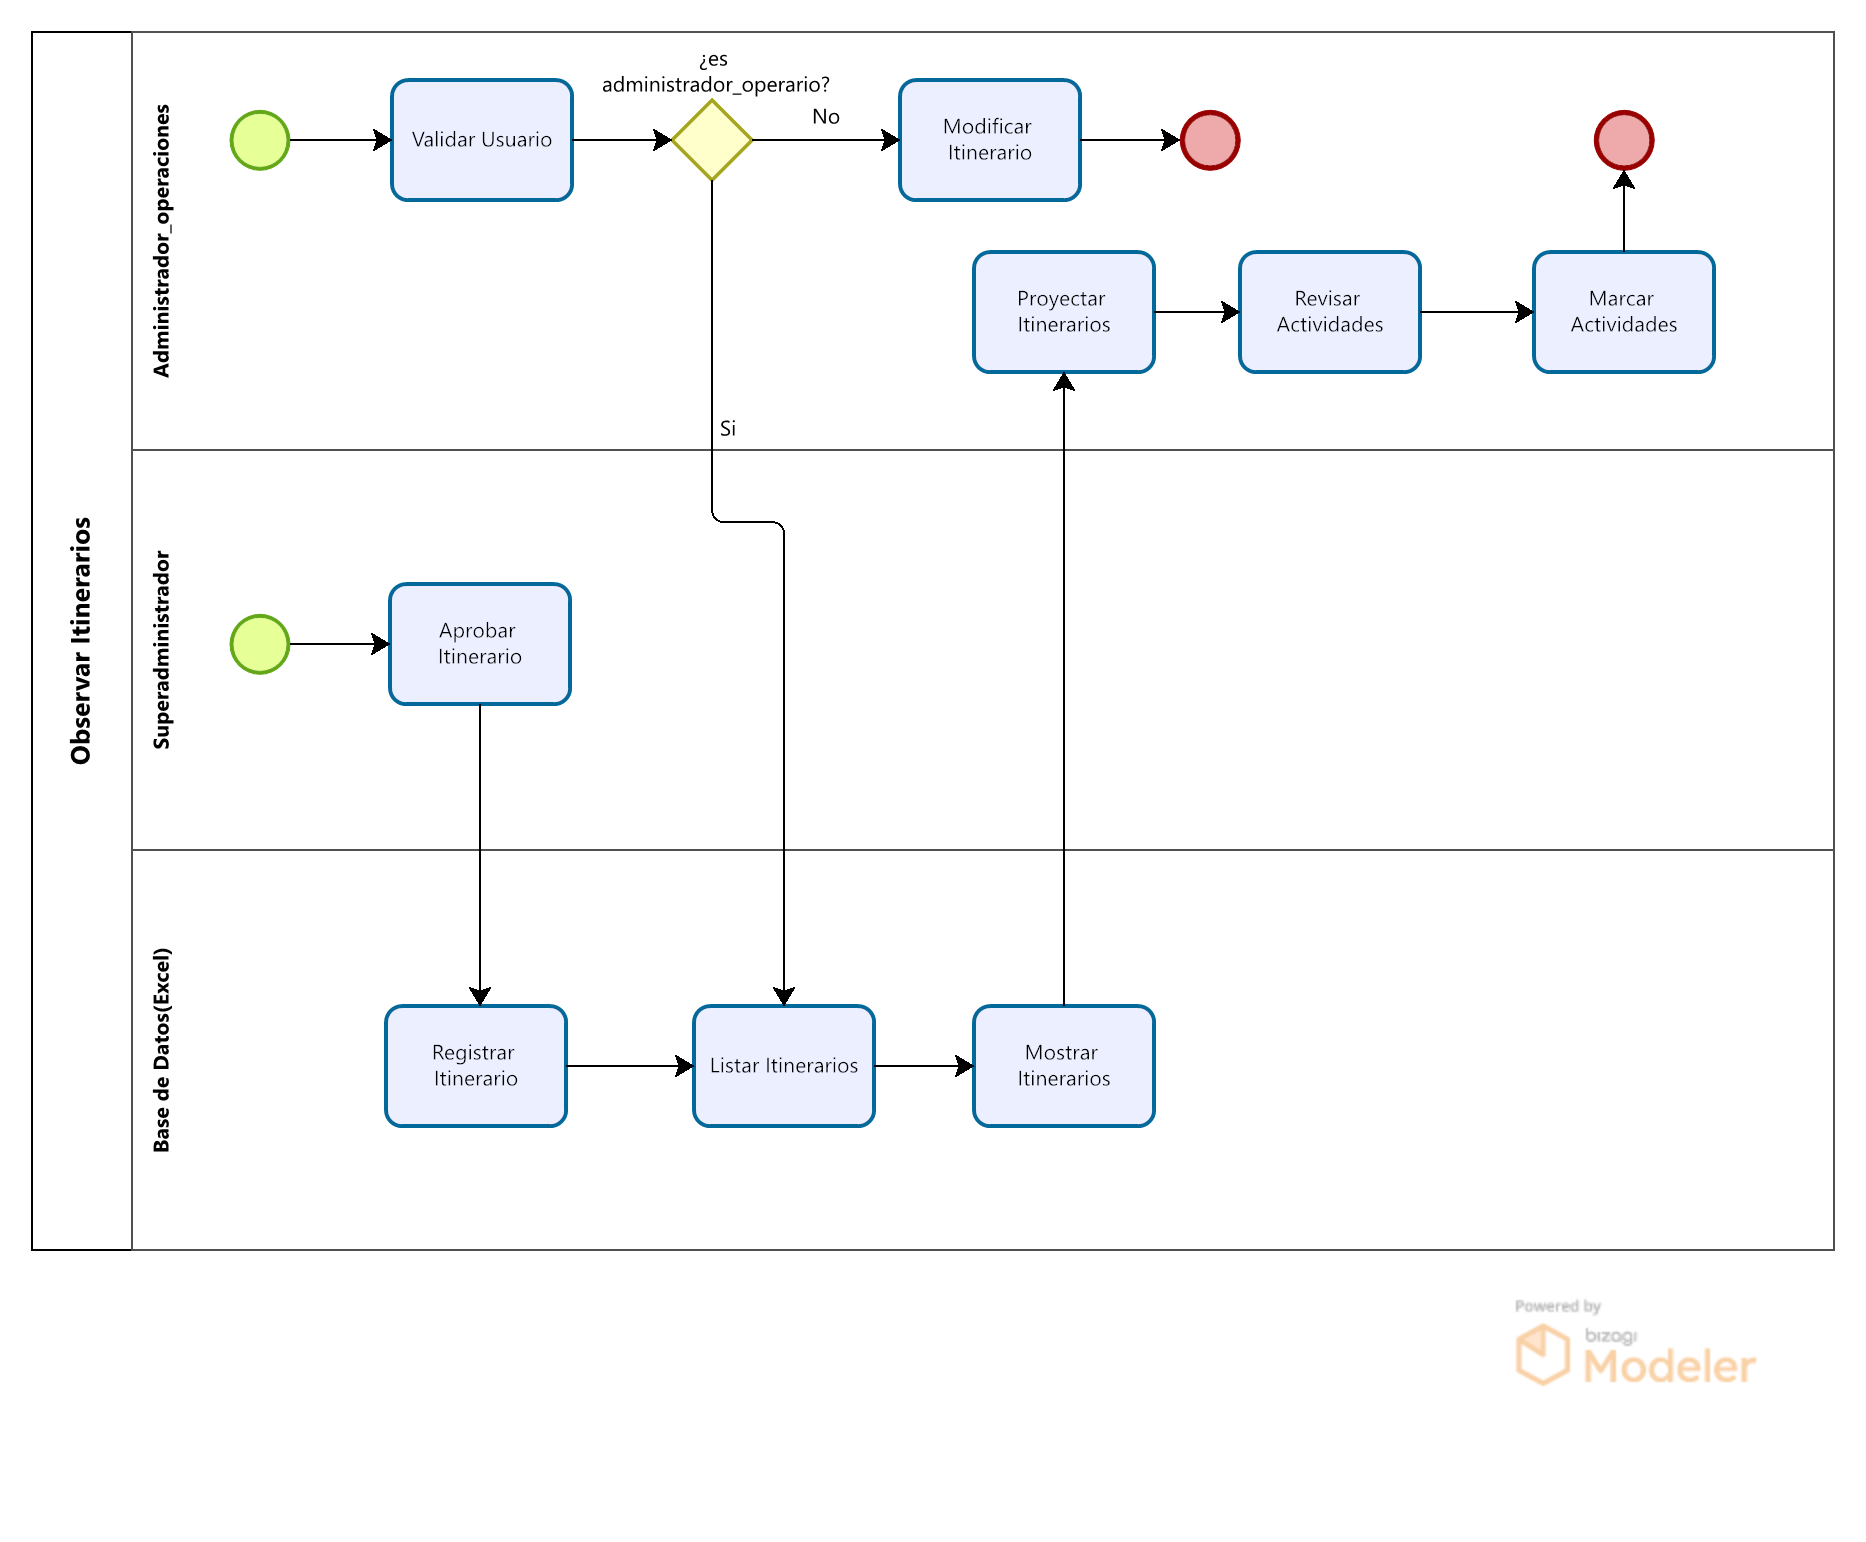 Observar Itinerarios
Administrador_operaciones
¿es
administrador_operario?
Validar Usuario
No
Modificar
Itinerario
Proyectar
Itinerarios
Revisar
Actividades
Marcar
Actividades
Si
Superadministrador
Aprobar
Itinerario
Base de Datos(Excel)
Registrar
Itinerario
Listar Itinerarios
Mostrar
Itinerarios
Powered by
bizagi
Modeler